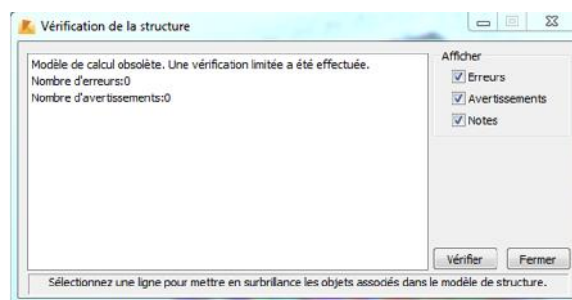 Vérification de la structure
Modèle de calcul obsolète. Une vérification limitée a été effectuée.
Nombre d'erreurs:0
Nombre d'avertissements:0
Afficher
Erreurs
Avertissements
Notes
Vérifier
Fermer
Sélectionnez une ligne pour mettre en surbrillance les objets associés dans le modèle de structure.